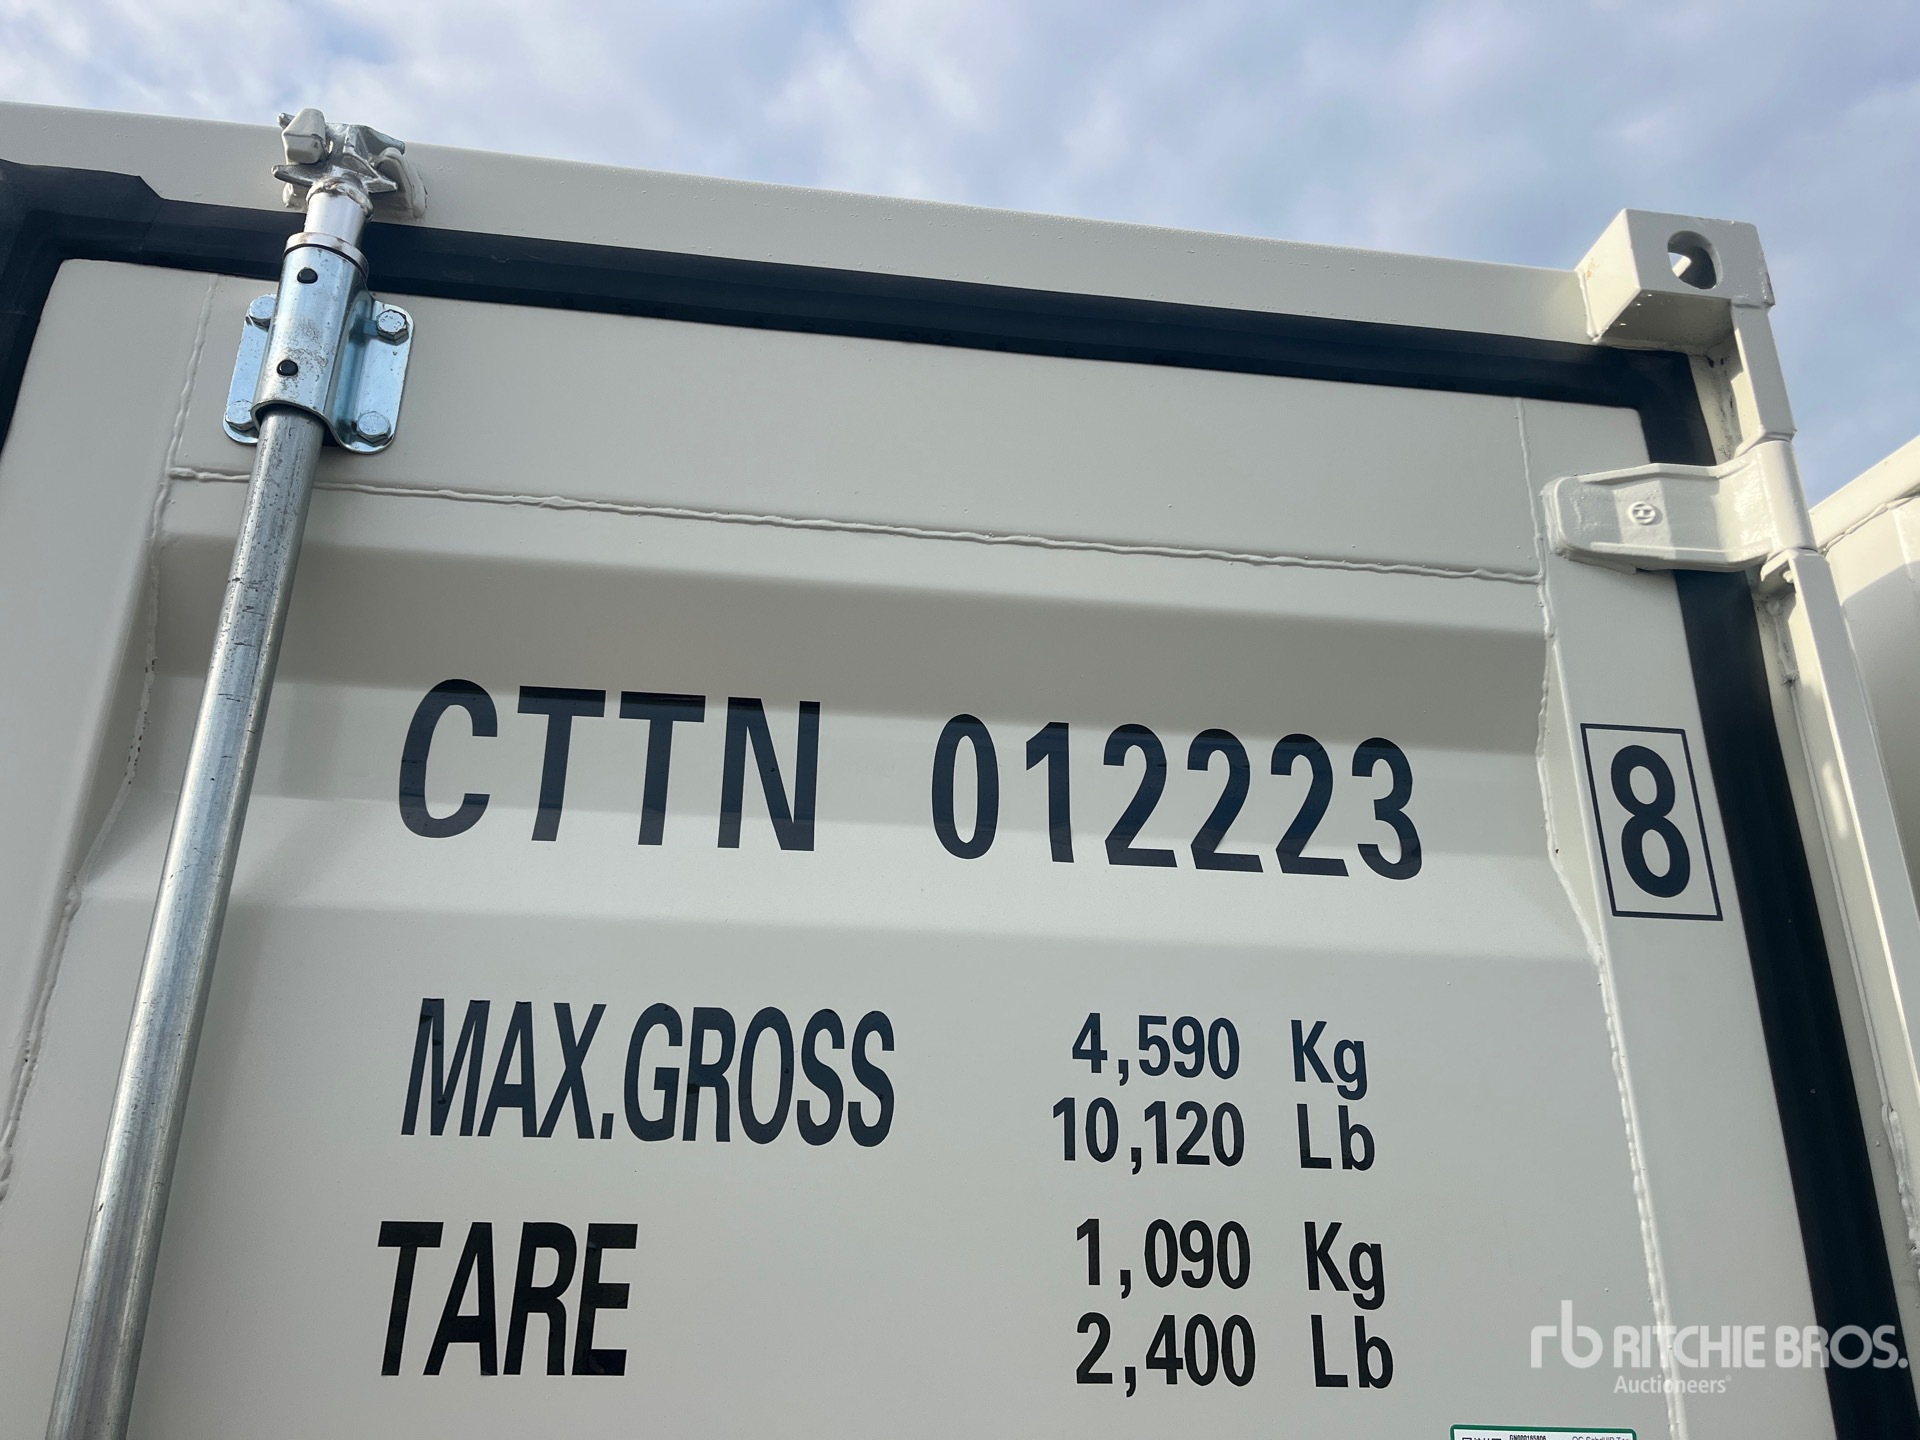 CTTN 012223 8
MAX.GROSS 4,590 Kg
10,120 Lb
TARE 1,090 Kg
2,400 Lb
rb RITCHIE BROS.
Auctioneers